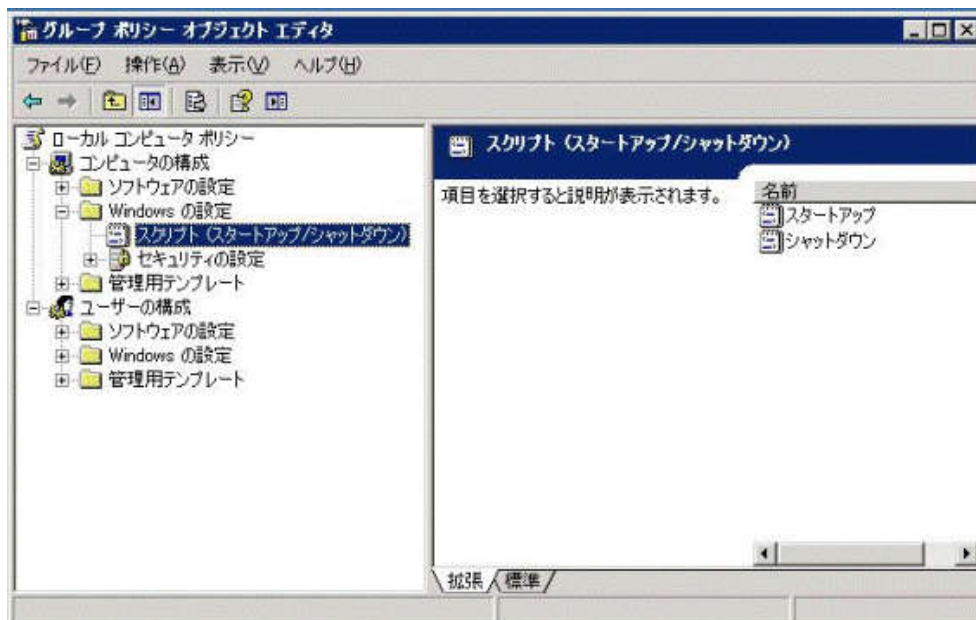 グループ ポリシー オブジェクト エディタ
ファイル(F) 操作(A) 表示(V) ヘルプ(H)
ローカル コンピュータ ポリシー
コンピュータの構成
ソフトウェアの設定
Windows の設定
スクリプト (スタートアップ/シャットダウン)
セキュリティの設定
管理用テンプレート
ユーザーの構成
ソフトウェアの設定
Windows の設定
管理用テンプレート
スクリプト (スタートアップ/シャットダウン)
項目を選択すると説明が表示されます。
名前
スタートアップ
シャットダウン
拡張 標準